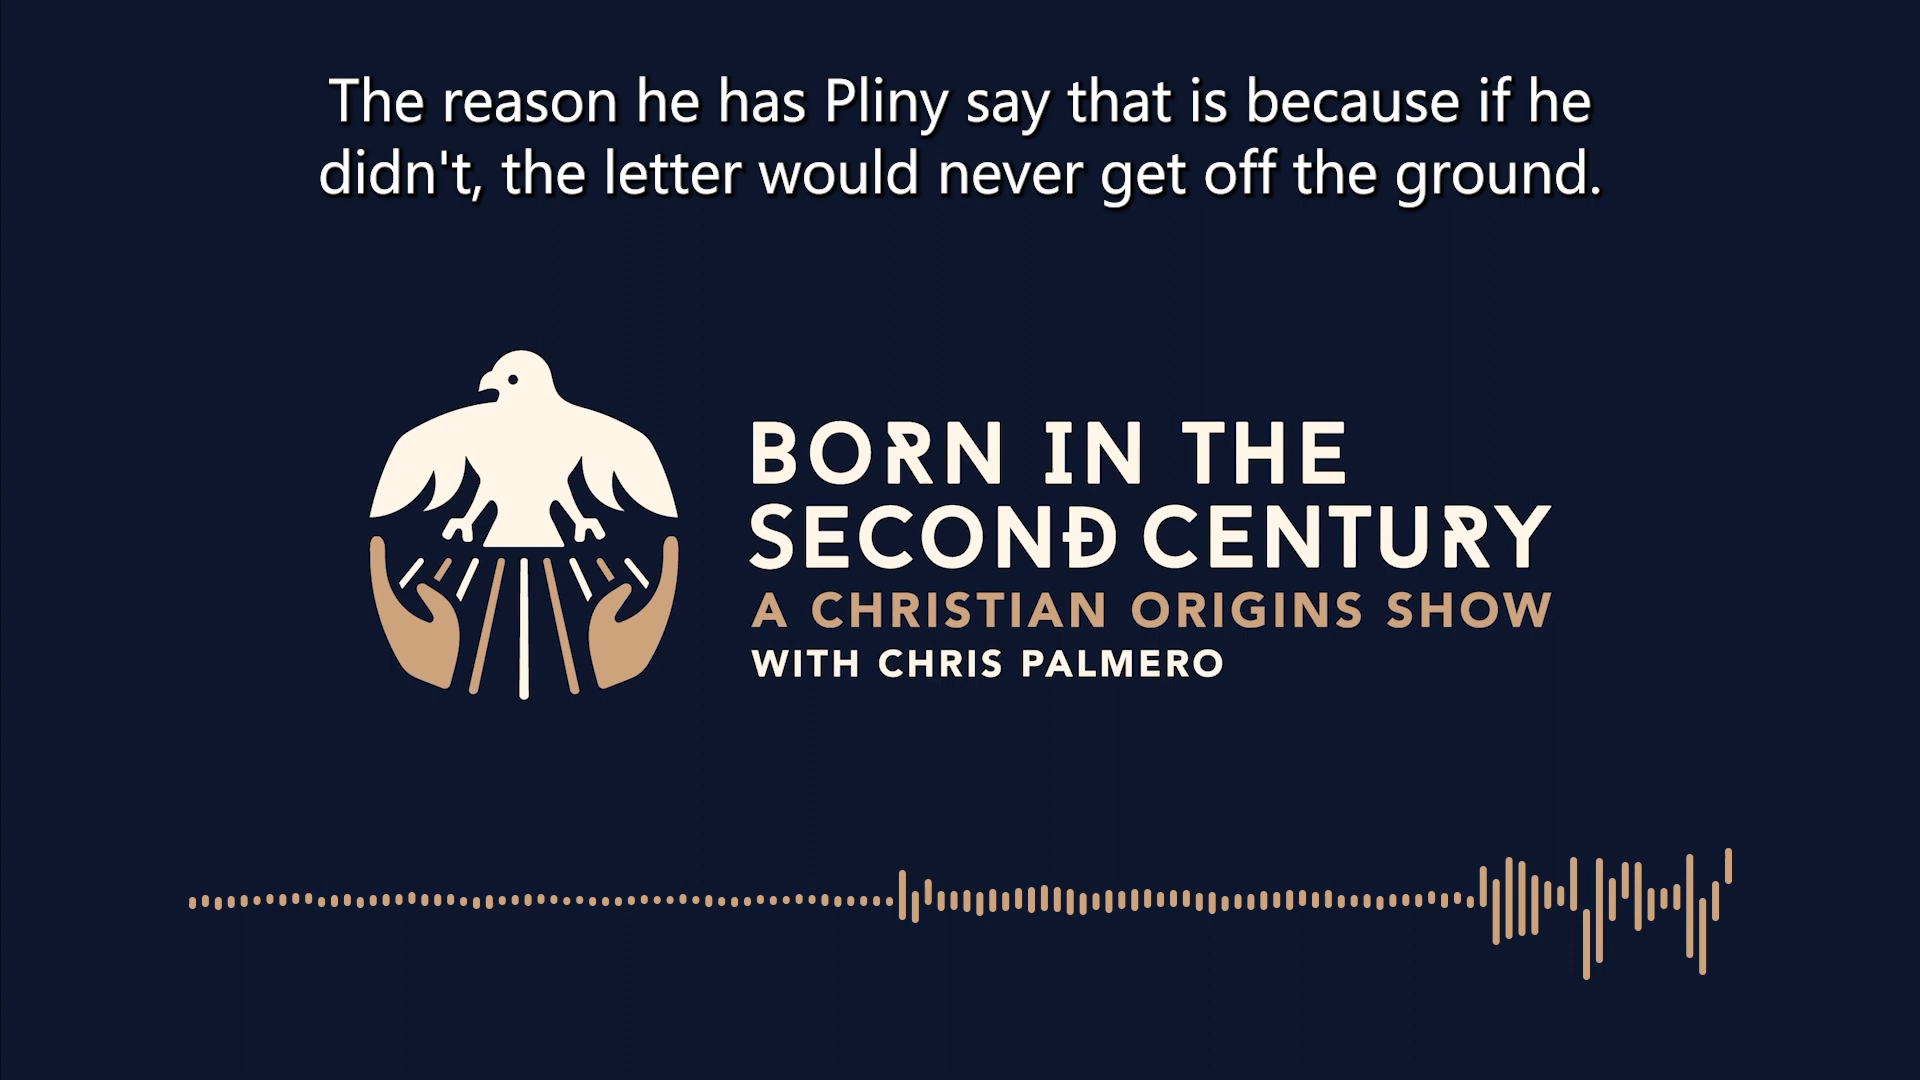 The reason he has Pliny say that is because if he
didn't, the letter would never get off the ground.
BORN IN THE
SECOND CENTURY
A CHRISTIAN ORIGINS SHOW
WITH CHRIS PALMERO